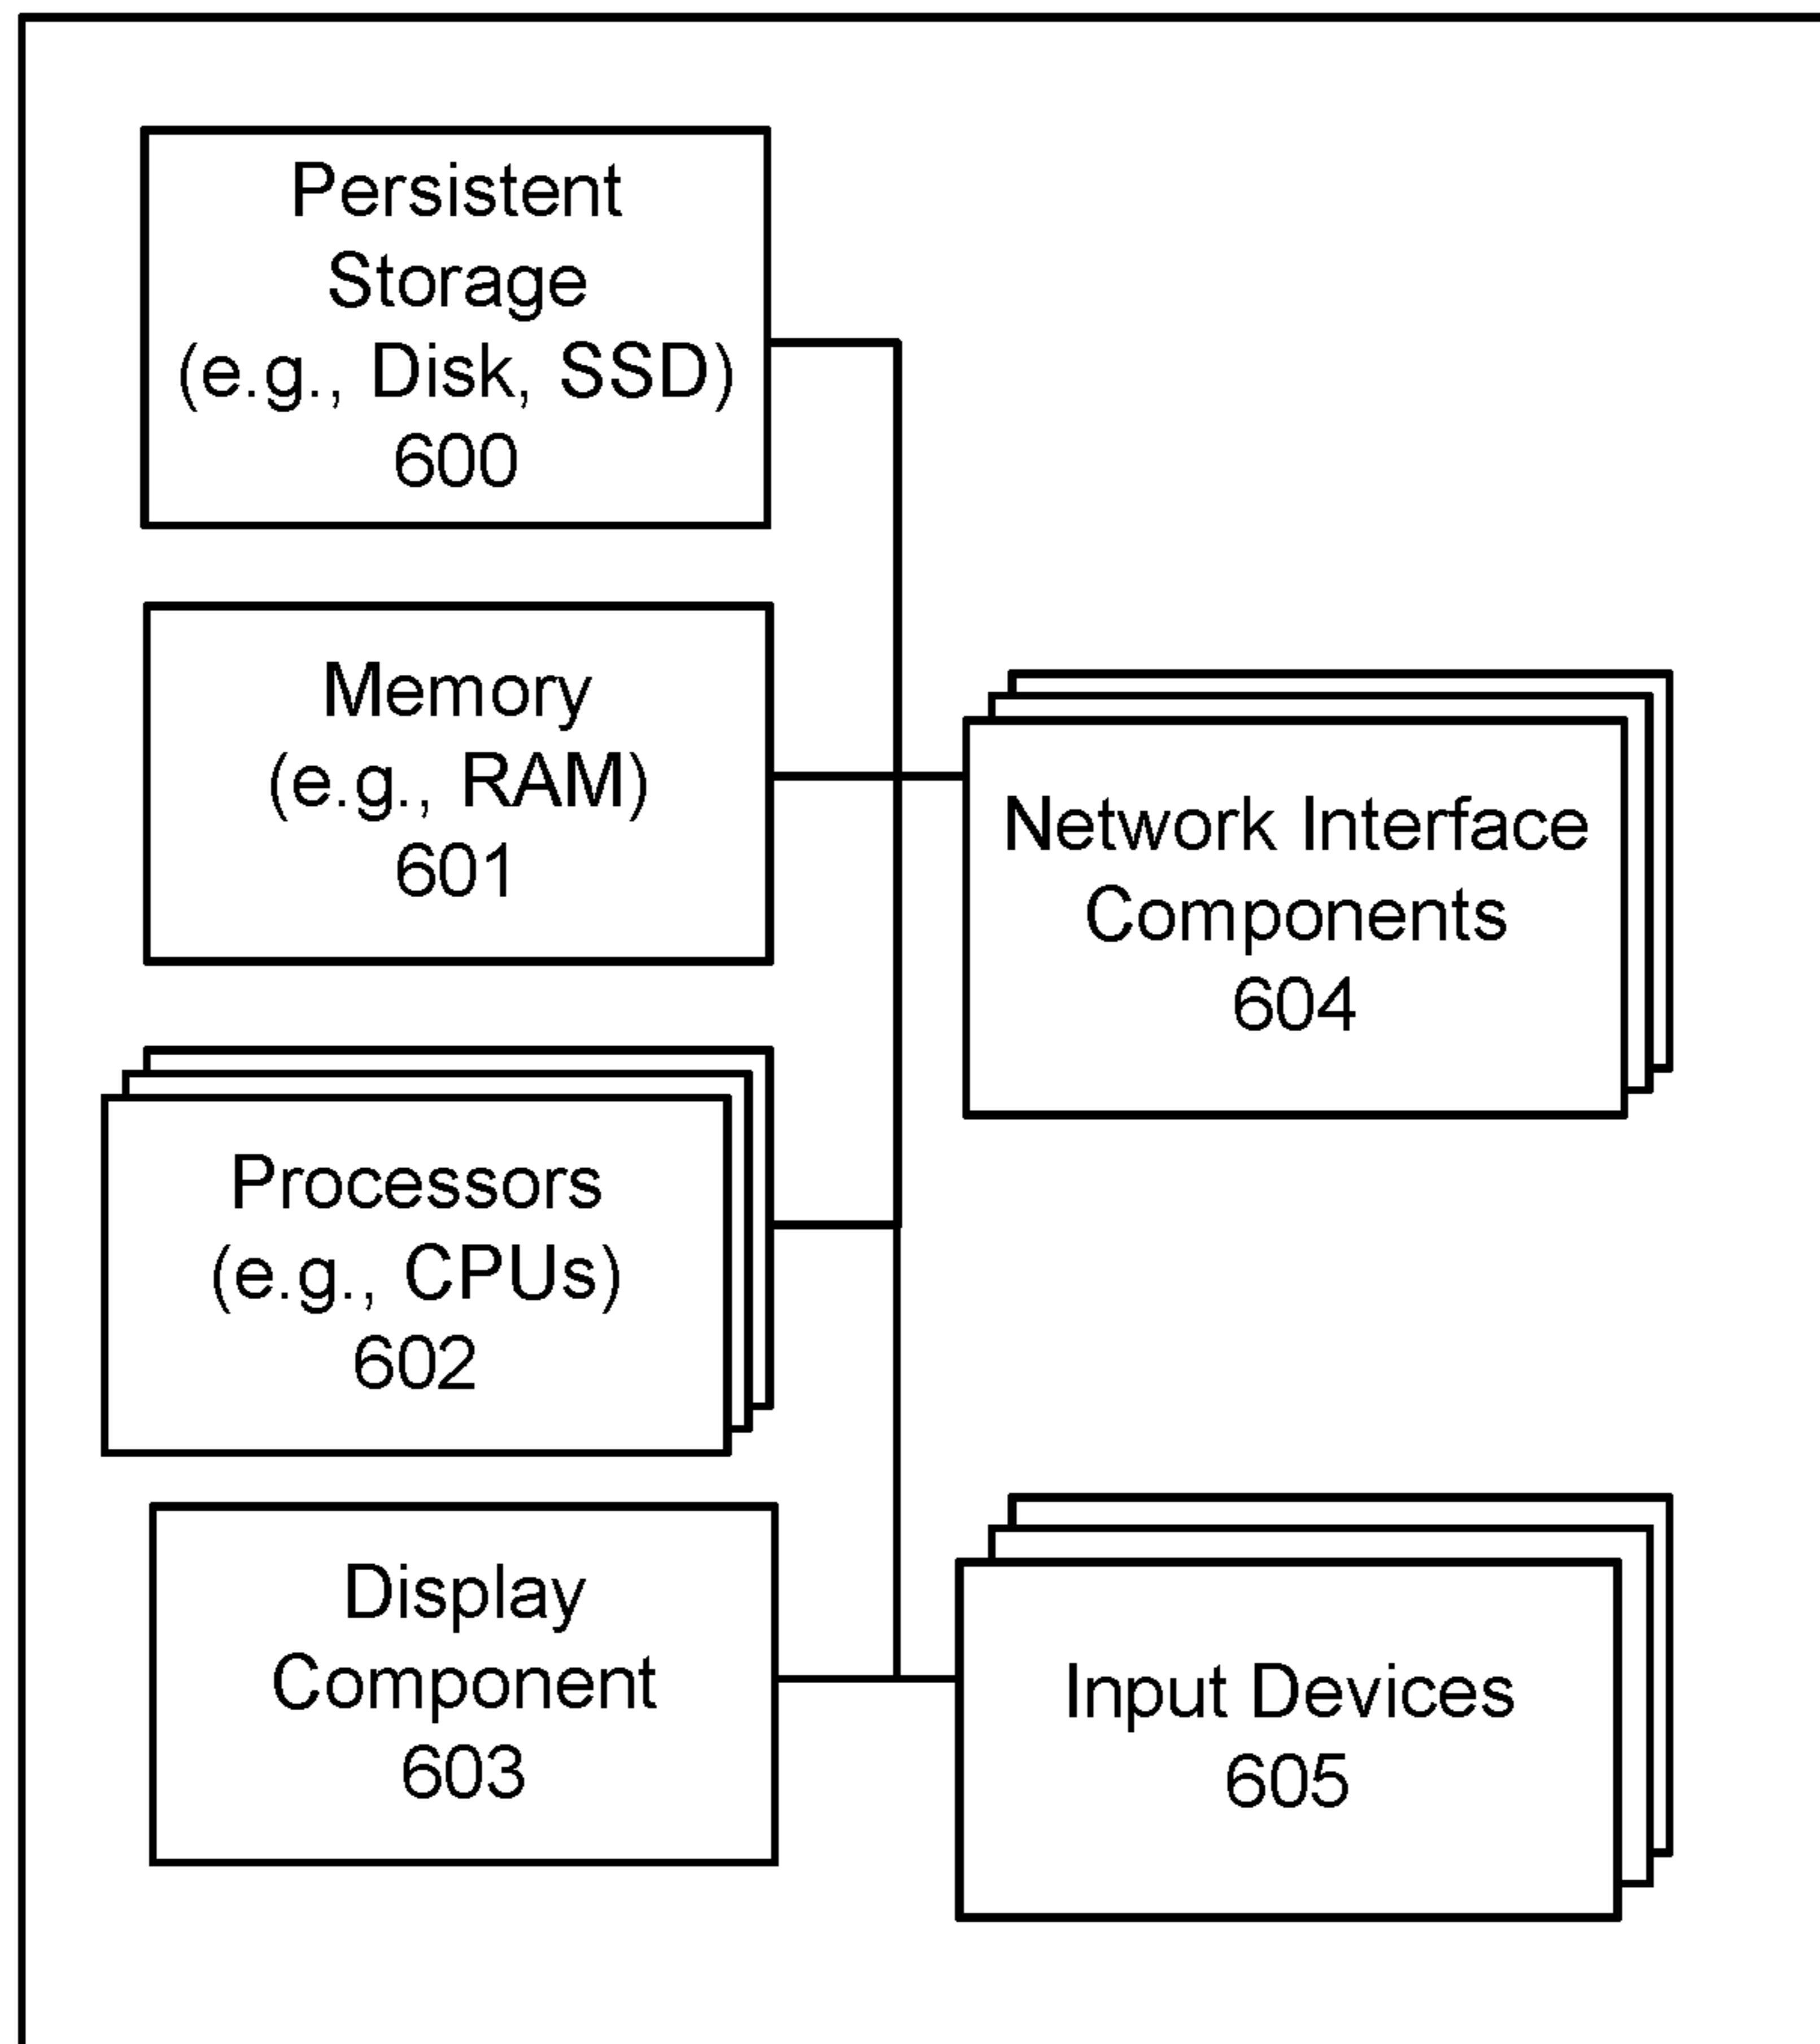 Persistent
Storage
(e.g., Disk, SSD)
600
Memory
(e.g., RAM)
601
Network Interface
Components
604
Processors
(e.g., CPUs)
602
Display
Component
603
Input Devices
605